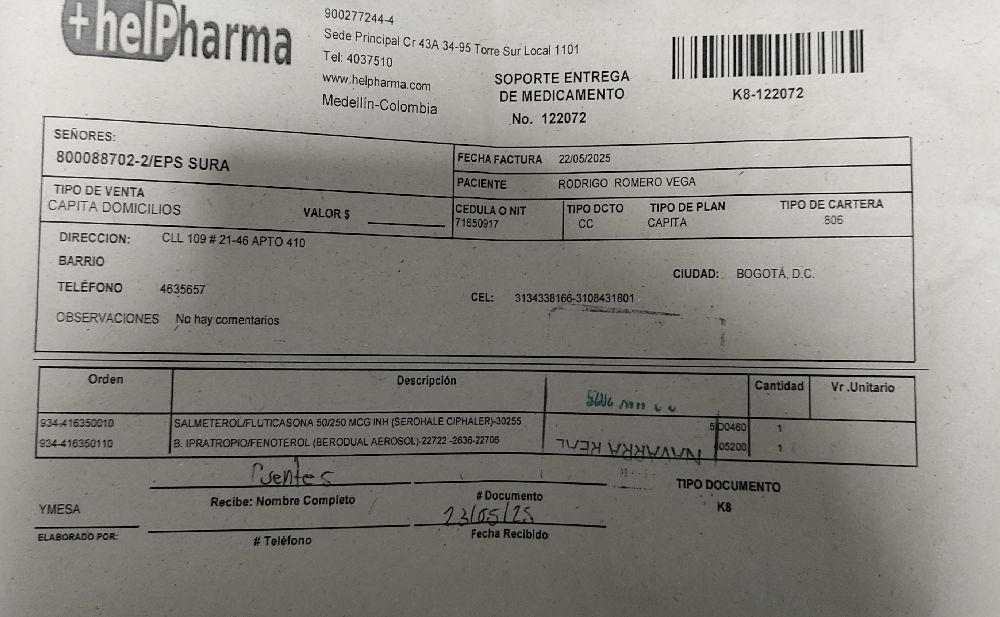 +helPharma
900277244-4
Sede Principal Cr 43A 34-95 Torre Sur Local 1101
Tel: 4037510
www.helpharma.com
Medellín-Colombia
SOPORTE ENTREGA
DE MEDICAMENTO
No. 122072
K8-122072
SEÑORES:
800088702-2/EPS SURA
FECHA FACTURA 22/05/2025
PACIENTE RODRIGO ROMERO VEGA
TIPO DE VENTA
CAPITA DOMICILIOS
VALOR $
CEDULA O NIT TIPO DCTO TIPO DE PLAN TIPO DE CARTERA
71650917 CC CAPITA 806
DIRECCION: CLL 109 # 21-46 APTO 410
BARRIO
CIUDAD: BOGOTÁ, D.C.
TELÉFONO 4635657
CEL: 3134338166-3108431801
OBSERVACIONES No hay comentarios
Orden Descripción Cantidad Vr .Unitario
934-416350010 SALMETEROL/FLUTICASONA 50/250 MCG INH (SEROHALE CIPHALER)-30255 5D0460 1
934-416350110 B. IPRATROPIO/FENOTEROL (BERODUAL AEROSOL)-22722 -2636-22706 405200 1
NAVARRA REAL
Puentes
Recibe: Nombre Completo
# Documento
TIPO DOCUMENTO
K8
YMESA
ELABORADO POR:
# Teléfono
23/05/25
Fecha Recibido